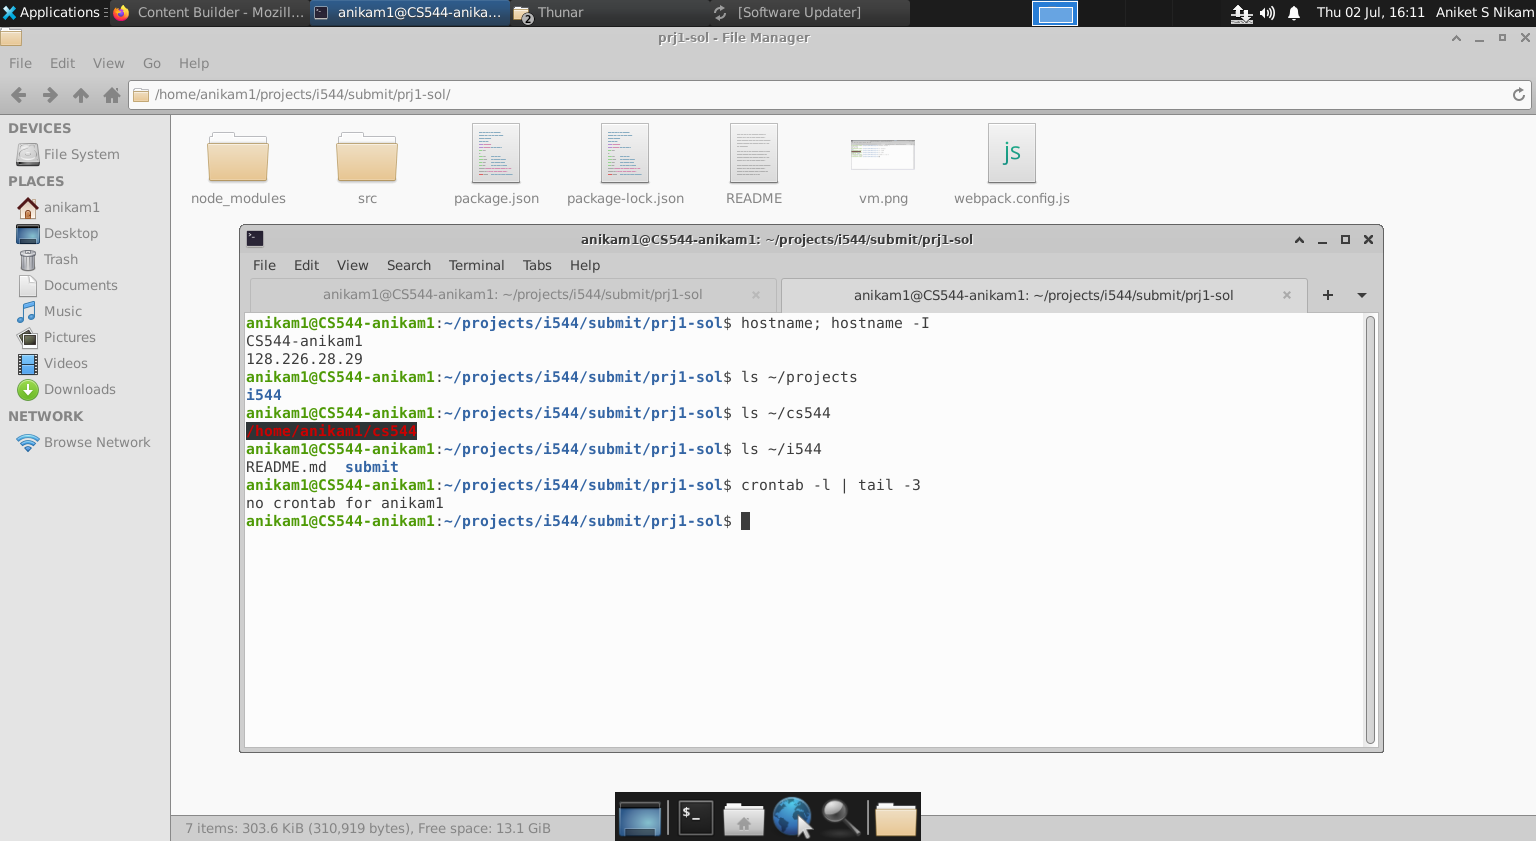 Applications
Content Builder - Mozill...
anikam1@CS544-anika...
2
Thunar
[Software Updater]
Thu 02 Jul, 16:11
Aniket S Nikam
prj1-sol - File Manager
File Edit View Go Help
/home/anikam1/projects/i544/submit/prj1-sol/
DEVICES
File System
PLACES
anikam1
Desktop
Trash
Documents
Music
Pictures
Videos
Downloads
NETWORK
Browse Network
node_modules
src
package.json
package-lock.json
README
vm.png
js
webpack.config.js
anikam1@CS544-anikam1: ~/projects/i544/submit/prj1-sol
File Edit View Search Terminal Tabs Help
anikam1@CS544-anikam1: ~/projects/i544/submit/prj1-sol
anikam1@CS544-anikam1: ~/projects/i544/submit/prj1-sol
anikam1@CS544-anikam1:~/projects/i544/submit/prj1-sol$ hostname; hostname -I
CS544-anikam1
128.226.28.29
anikam1@CS544-anikam1:~/projects/i544/submit/prj1-sol$ ls ~/projects
i544
anikam1@CS544-anikam1:~/projects/i544/submit/prj1-sol$ ls ~/cs544
/home/anikam1/cs544
anikam1@CS544-anikam1:~/projects/i544/submit/prj1-sol$ ls ~/i544
README.md submit
anikam1@CS544-anikam1:~/projects/i544/submit/prj1-sol$ crontab -l | tail -3
no crontab for anikam1
anikam1@CS544-anikam1:~/projects/i544/submit/prj1-sol$
7 items: 303.6 KiB (310,919 bytes), Free space: 13.1 GiB
$_